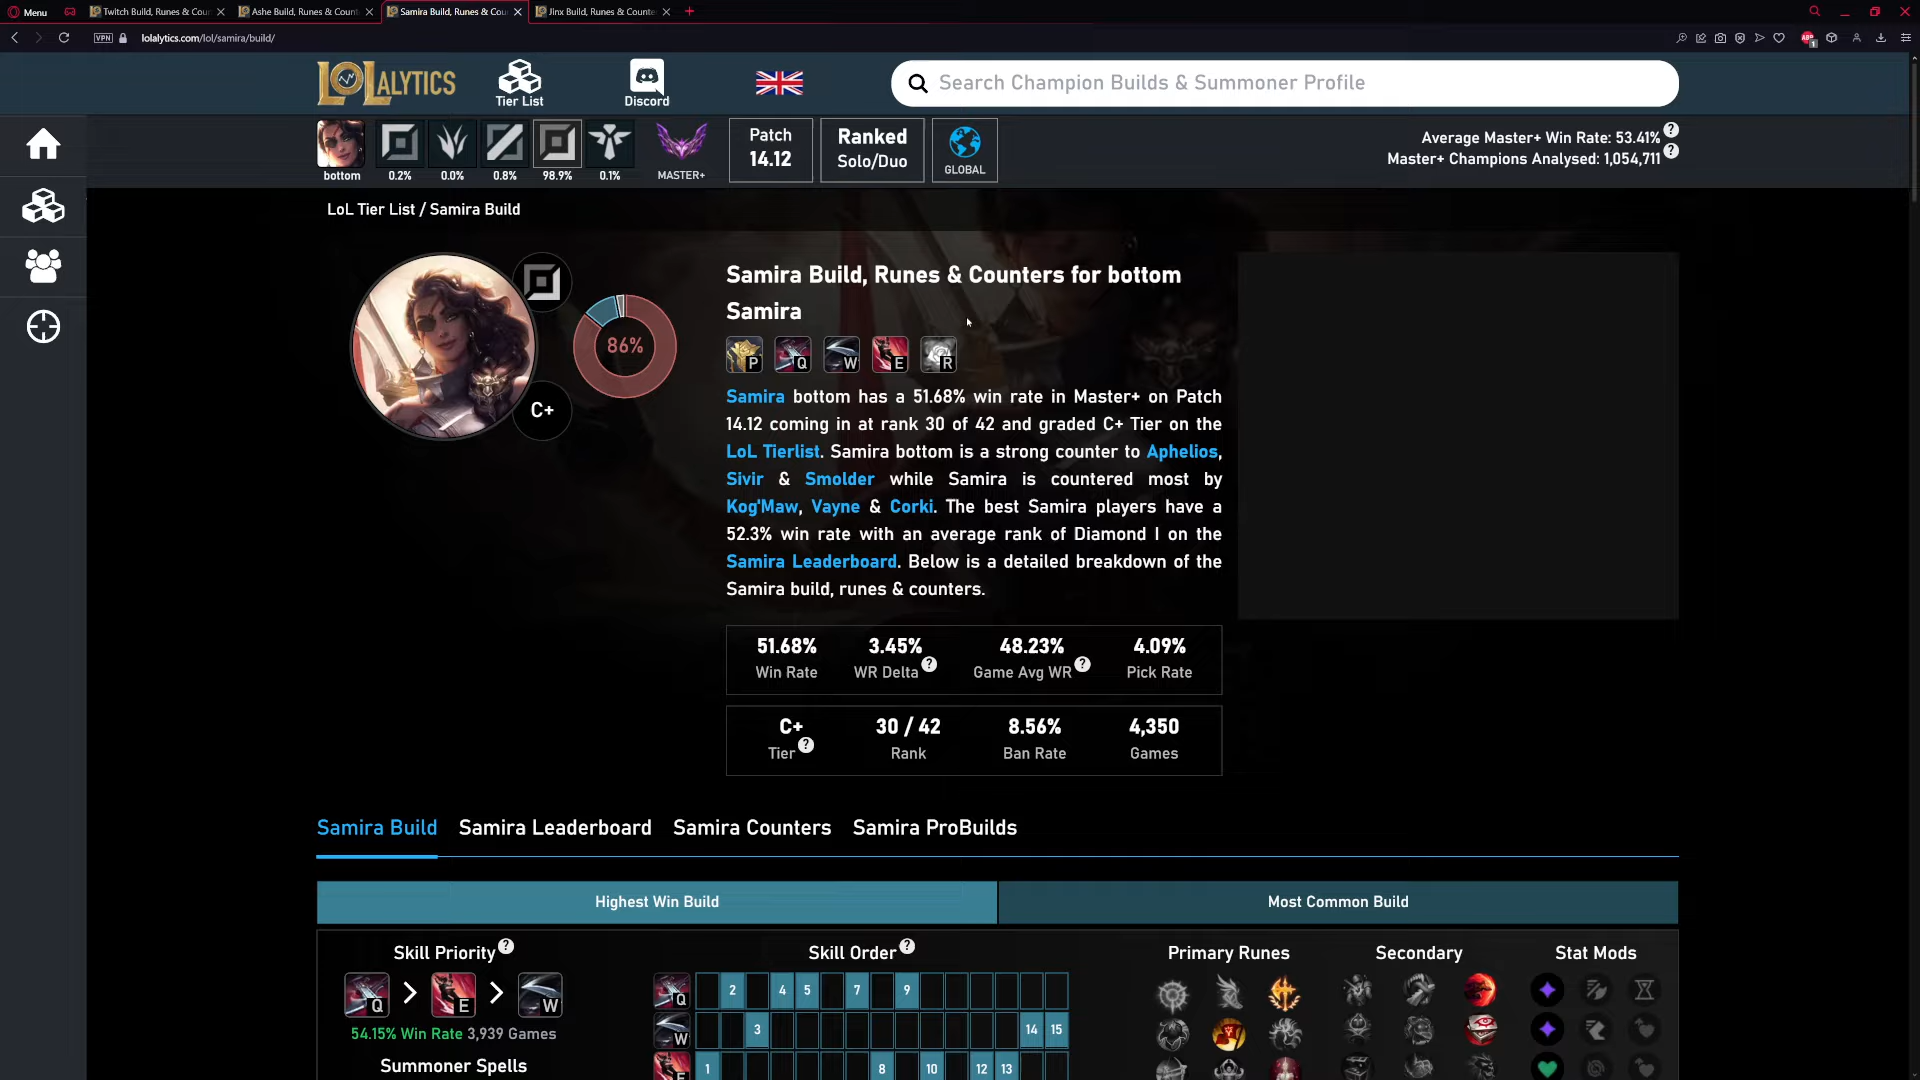 Menu
Twitch Build, Runes & Coun
Ashe Build, Runes & Count
Samira Build, Runes & Cou
Jinx Build, Runes & Counte
VPN
lolalytics.com/lol/samira/build/
LOLALYTICS
Tier List
Discord
Search Champion Builds & Summoner Profile
bottom
0.2%
0.0%
0.8%
98.9%
0.1%
MASTER+
Patch
14.12
Ranked
Solo/Duo
GLOBAL
Average Master+ Win Rate: 53.41% ?
Master+ Champions Analysed: 1,054,711 ?
LoL Tier List / Samira Build
86%
C+
Samira Build, Runes & Counters for bottom
Samira
P
Q
W
E
R
Samira bottom has a 51.68% win rate in Master+ on Patch
14.12 coming in at rank 30 of 42 and graded C+ Tier on the
LoL Tierlist. Samira bottom is a strong counter to Aphelios,
Sivir & Smolder while Samira is countered most by
Kog'Maw, Vayne & Corki. The best Samira players have a
52.3% win rate with an average rank of Diamond I on the
Samira Leaderboard. Below is a detailed breakdown of the
Samira build, runes & counters.
51.68%
Win Rate
3.45%
WR Delta ?
48.23%
Game Avg WR ?
4.09%
Pick Rate
C+
Tier ?
30 / 42
Rank
8.56%
Ban Rate
4,350
Games
Samira Build
Samira Leaderboard
Samira Counters
Samira ProBuilds
Highest Win Build
Most Common Build
Skill Priority ?
Q > E > W
54.15% Win Rate 3,939 Games
Summoner Spells
Skill Order ?
Q 2 4 5 7 9
W 3 14 15
E 1 8 10 12 13
Primary Runes
Secondary
Stat Mods